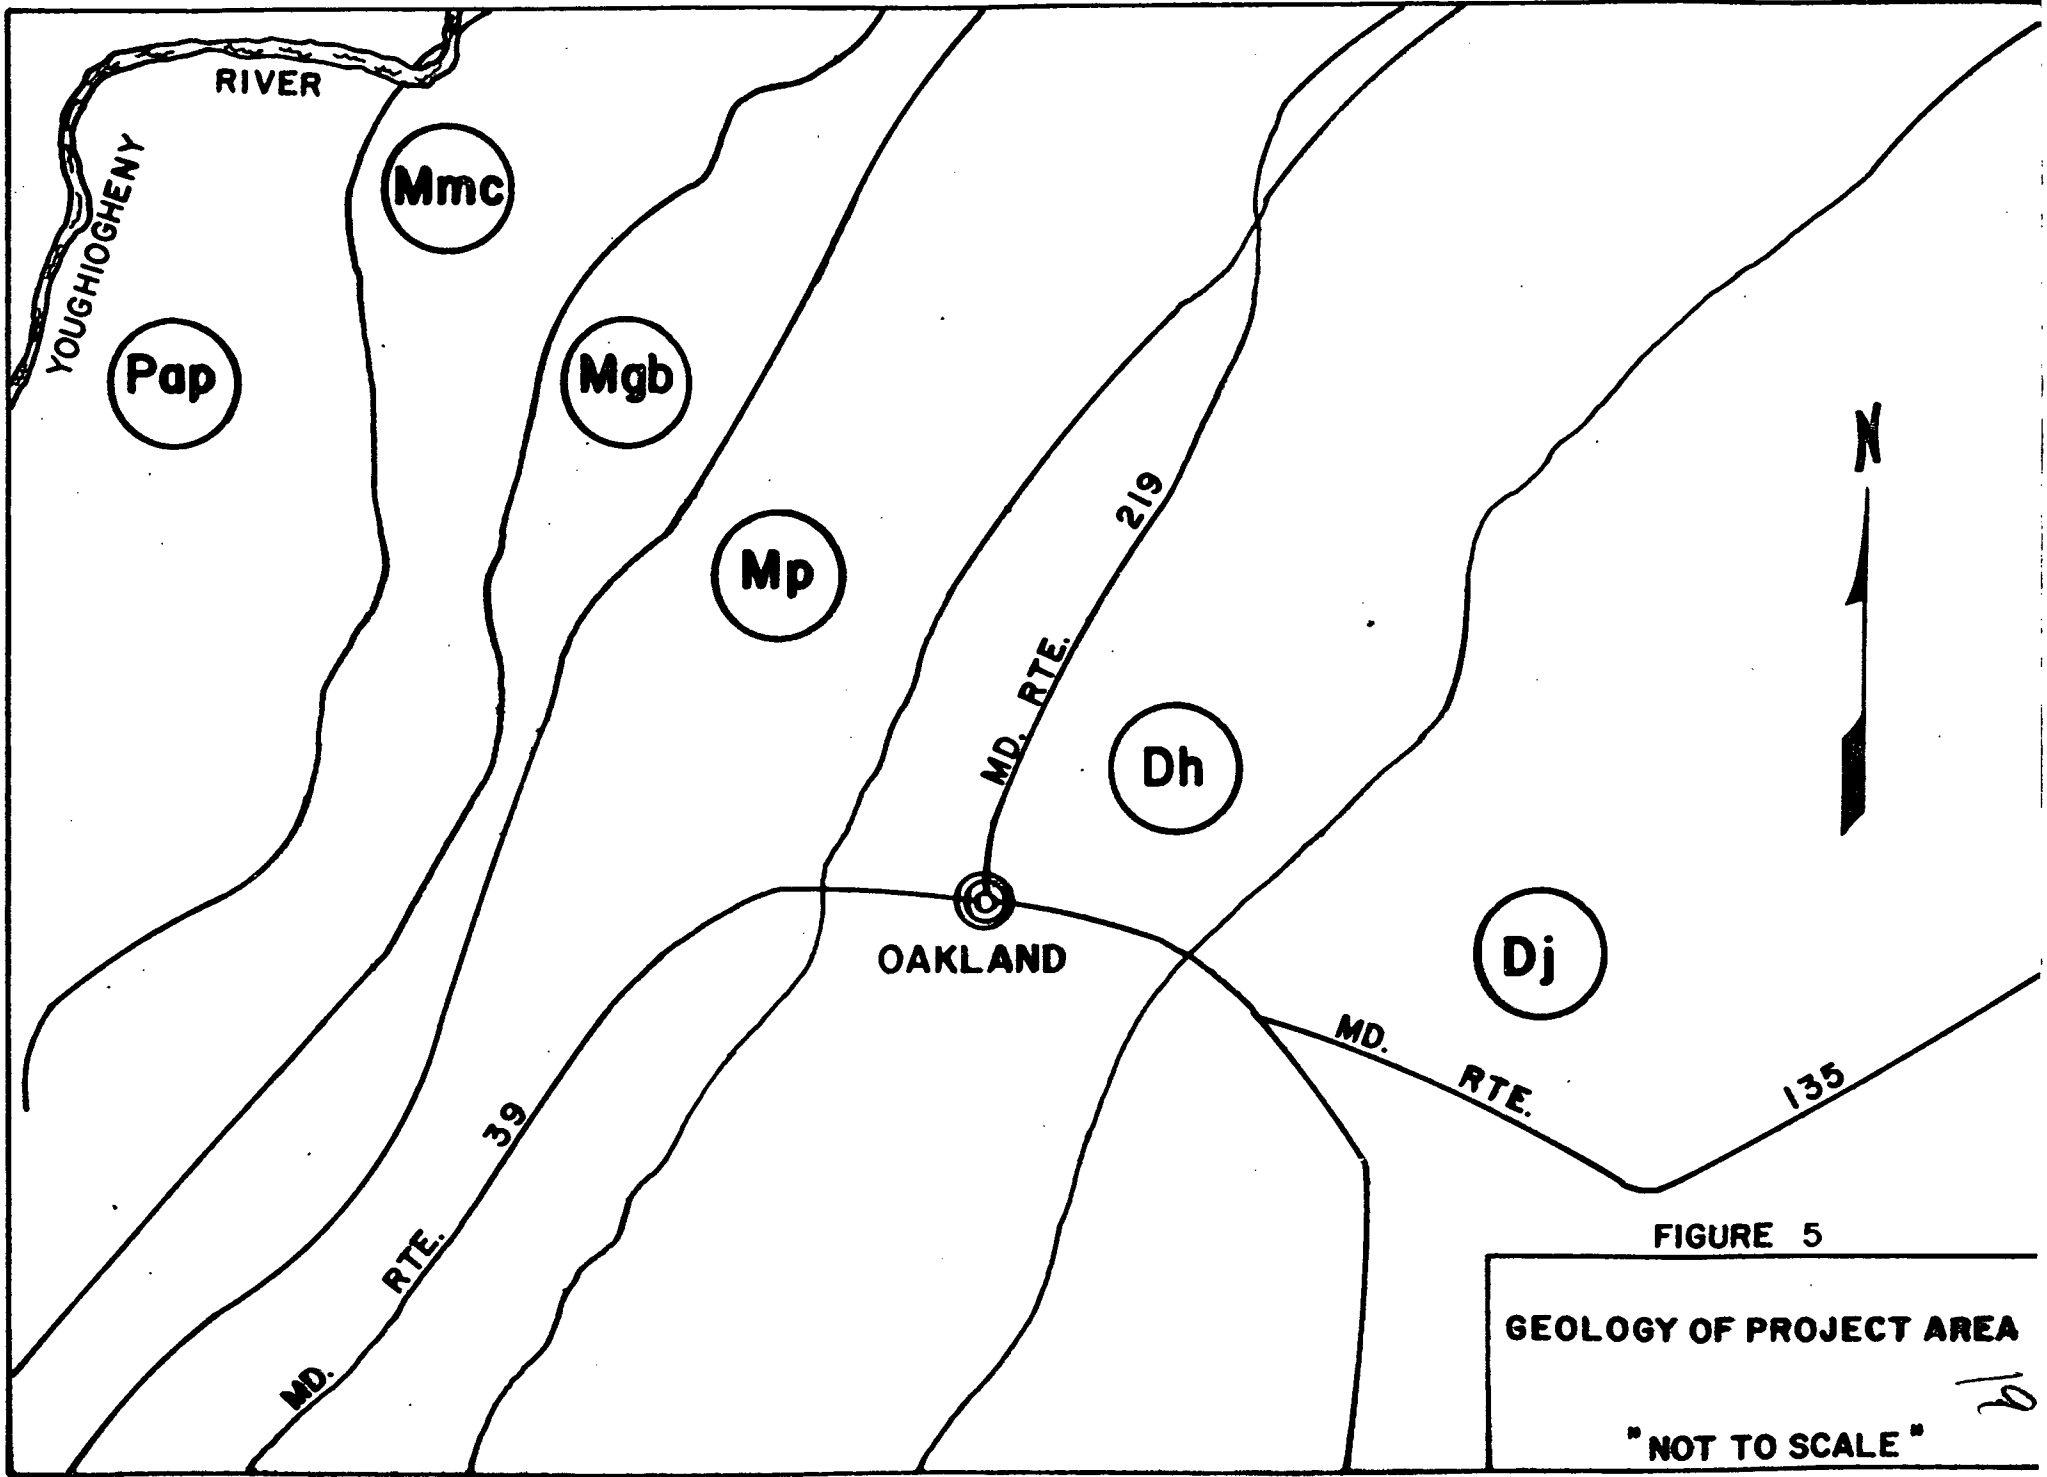 RIVER
YOUGHIOGHENY
Mmc
Pap
Mgb
Mp
MD. RTE. 219
Dh
N
OAKLAND
Dj
MD. RTE. 39
MD. RTE. 135
FIGURE 5
GEOLOGY OF PROJECT AREA
19
"NOT TO SCALE"